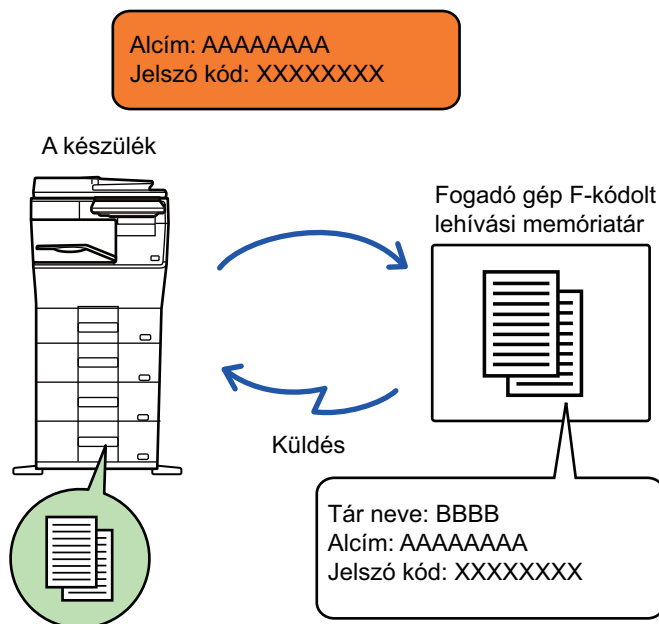 Alcím: AAAAAAAA
Jelszó kód: XXXXXXXX
A készülék
Fogadó gép F-kódolt
lehívási memóriatár
Küldés
Tár neve: BBBB
Alcím: AAAAAAAA
Jelszó kód: XXXXXXXX